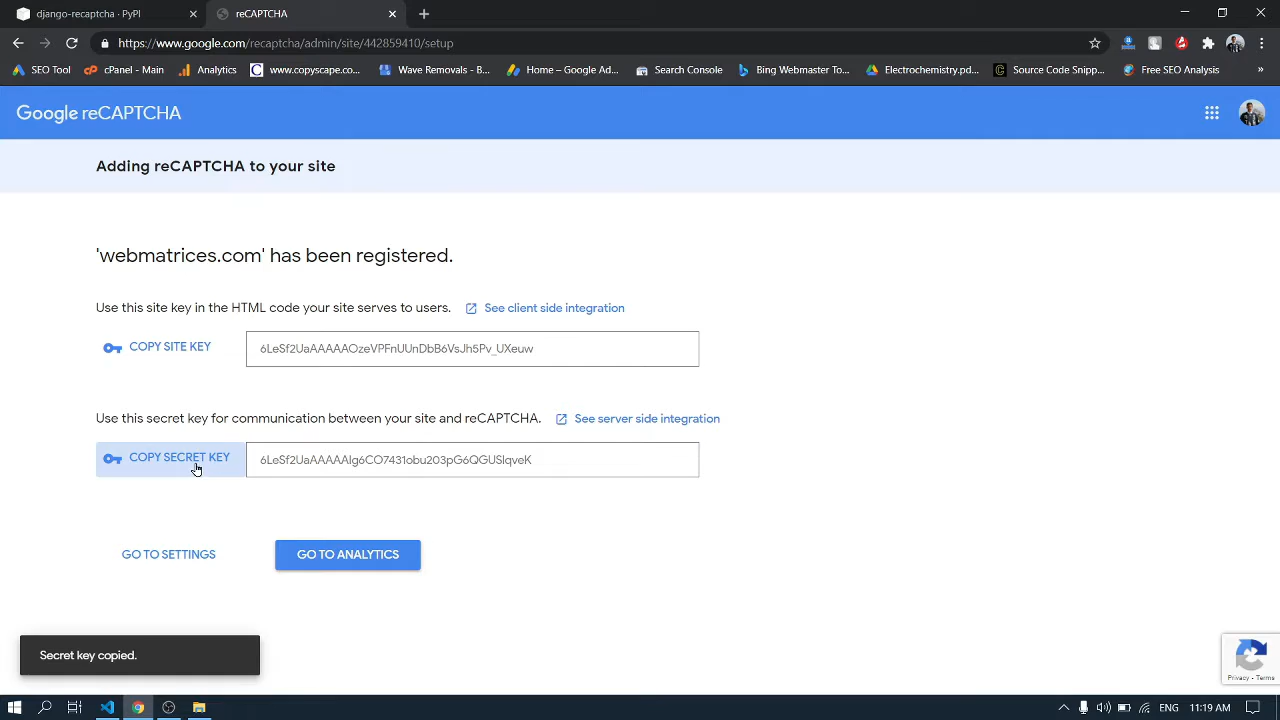 django-recaptcha · PyPI
reCAPTCHA
https://www.google.com/recaptcha/admin/site/442859410/setup
SEO Tool
cPanel - Main
Analytics
www.copyscape.co...
Wave Removals - B...
Home – Google Ad...
Search Console
Bing Webmaster To...
Electrochemistry.pd...
Source Code Snipp...
Free SEO Analysis
Google reCAPTCHA
Adding reCAPTCHA to your site
'webmatrices.com' has been registered.
Use this site key in the HTML code your site serves to users. See client side integration
COPY SITE KEY
6LeSf2UaAAAAAOzeVPFnUUnDbB6VsJh5Pv_UXeuw
Use this secret key for communication between your site and reCAPTCHA. See server side integration
COPY SECRET KEY
6LeSf2UaAAAAAIg6CO7431obu203pG6QGUSlqveK
GO TO SETTINGS
GO TO ANALYTICS
Secret key copied.
Privacy - Terms
ENG
11:19 AM